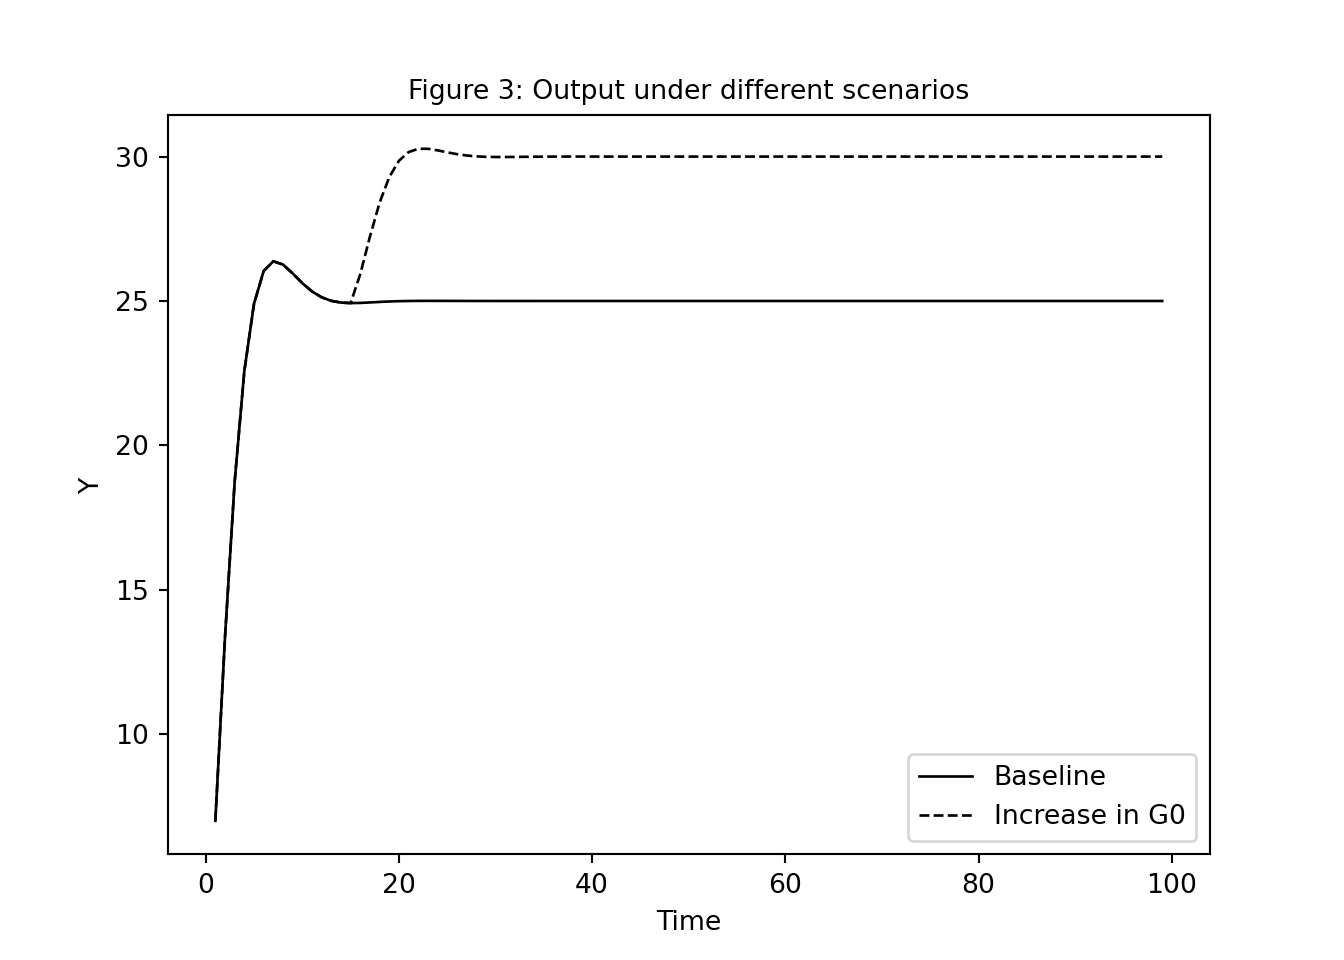 Figure 3: Output under different scenarios
30
25
20
15
10
Y
0 20 40 60 80 100
Time
Baseline
Increase in G0